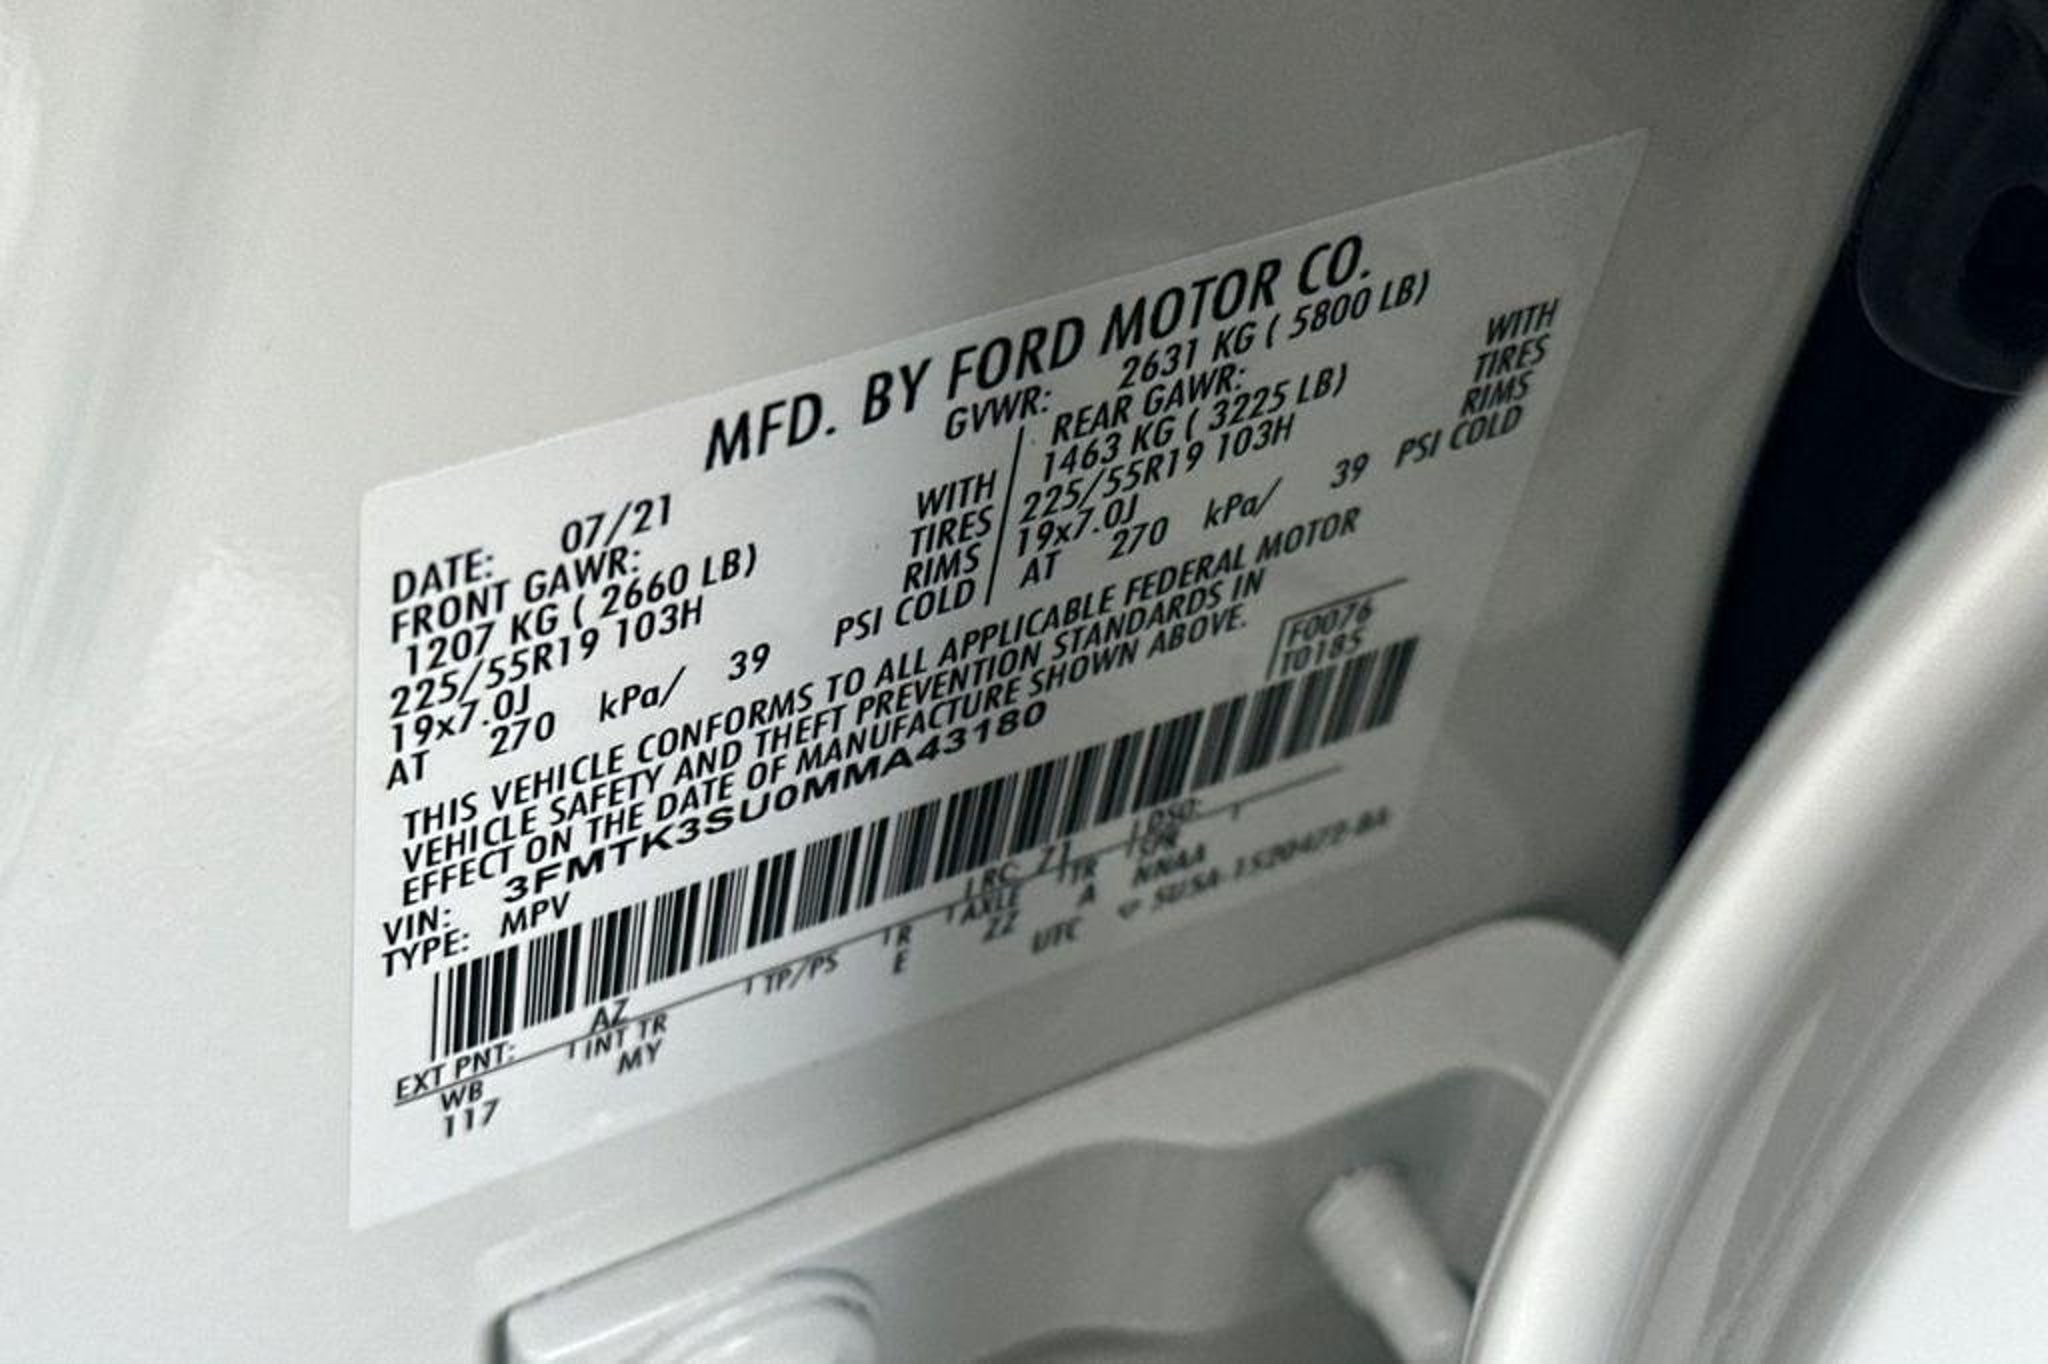 MFD. BY FORD MOTOR CO.
DATE: 07/21
GVWR: 2631 KG ( 5800 LB)
FRONT GAWR:
1207 KG ( 2660 LB) WITH
225/55R19 103H TIRES
19x7.0J RIMS
AT 270 kPa/ 39 PSI COLD
REAR GAWR:
1463 KG ( 3225 LB) WITH
225/55R19 103H TIRES
19x7.0J RIMS
AT 270 kPa/ 39 PSI COLD
THIS VEHICLE CONFORMS TO ALL APPLICABLE FEDERAL MOTOR
VEHICLE SAFETY AND THEFT PREVENTION STANDARDS IN
EFFECT ON THE DATE OF MANUFACTURE SHOWN ABOVE.
VIN: 3FMTK3SU0MMA43180
TYPE: MPV
F0076
T0185
EXT PNT: AZ RC: 21 DSO:
WB INT TR TP/PS R AXLE TR
117 MY E ZZ A NNAA
UTC